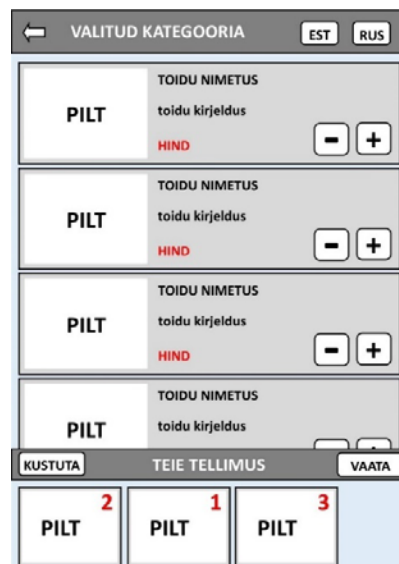 VALITUD KATEGOORIA EST RUS
TOIDU NIMETUS
PILT
toidu kirjeldus
HIND - +
TOIDU NIMETUS
PILT
toidu kirjeldus
HIND - +
TOIDU NIMETUS
PILT
toidu kirjeldus
HIND - +
TOIDU NIMETUS
PILT
toidu kirjeldus
KUSTUTA TEIE TELLIMUS VAATA
2 1 3
PILT PILT PILT